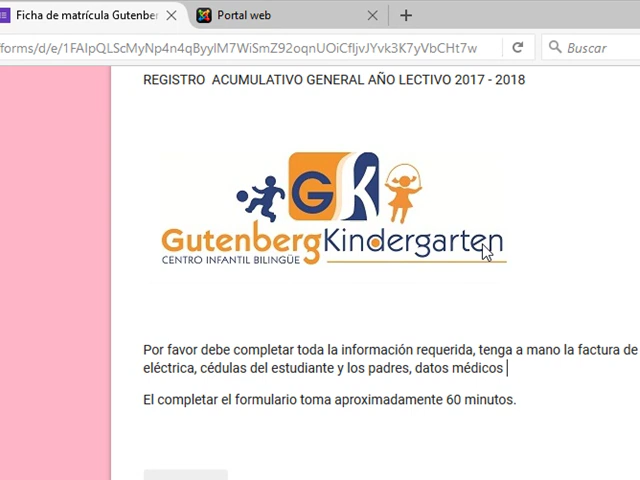 Ficha de matrícula Gutenber
Portal web
forms/d/e/1FAIpQLScMyNp4n4qByylM7WiSmZ92oqnUOiCfIjvJYvk3K7yVbCHt7w
Buscar
REGISTRO ACUMULATIVO GENERAL AÑO LECTIVO 2017 - 2018
GK
GutenbergKindergarten
CENTRO INFANTIL BILINGÜE
Por favor debe completar toda la información requerida, tenga a mano la factura de
eléctrica, cédulas del estudiante y los padres, datos médicos
El completar el formulario toma aproximadamente 60 minutos.